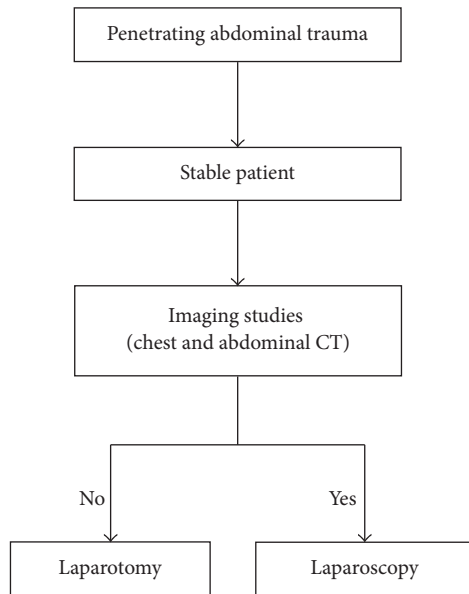 Penetrating abdominal trauma
Stable patient
Imaging studies
(chest and abdominal CT)
No
Yes
Laparotomy
Laparoscopy